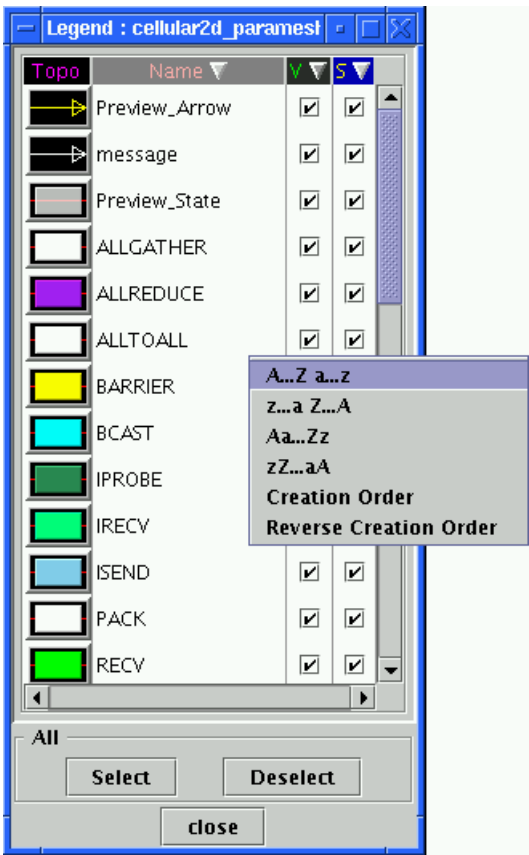 Legend : cellular2d_paramest
Topo Name V S
Preview_Arrow
message
Preview_State
ALLGATHER
ALLREDUCE
ALLTOALL
BARRIER
BCAST
IPROBE
IRECV
ISEND
PACK
RECV
A...Z a...z
z...a Z...A
Aa...Zz
zZ...aA
Creation Order
Reverse Creation Order
All
Select Deselect
close